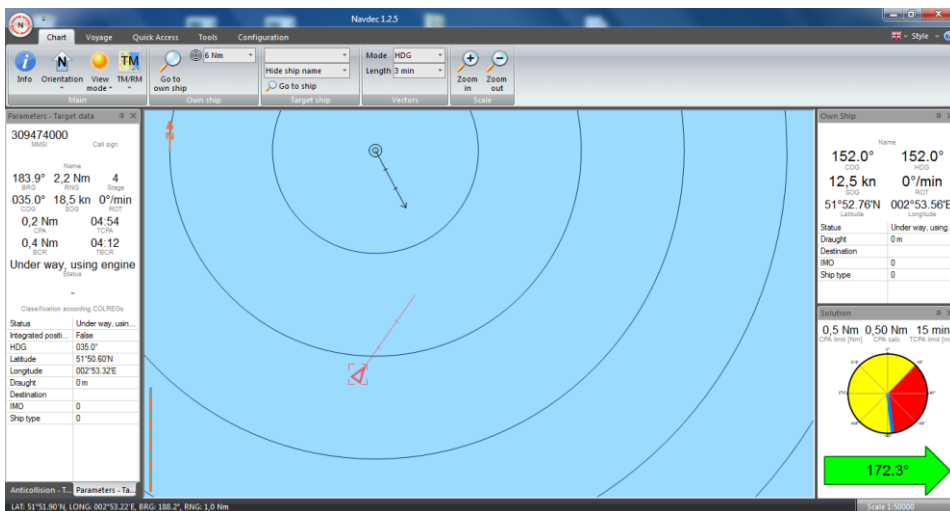 Navdec 1.2.5
N
Chart Voyage Quick Access Tools Configuration
Style
6 Nm
Mode HDG
N TM
Hide ship name
Length 3 min
Info Orientation View mode TM/RM Go to own ship Go to ship Zoom in Zoom out
Main Own ship Target ship Vectors Scale
Parameters - Target data
309474000
MMSI Call sign
Name
183.9° 2,2 Nm 4
BRG RNG Stage
035.0° 18,5 kn 0°/min
COG SOG ROT
0,2 Nm 04:54
CPA TCPA
0,4 Nm 04:12
BCR TBCR
Under way, using engine
Status
-
Classification according COLREGs
Status Under way, usin...
Integrated positi... False
HDG 035.0°
Latitude 51°50.60'N
Longitude 002°53.32'E
Draught 0 m
Destination
IMO 0
Ship type 0
Anticollision - T... Parameters - Ta...
N
Own Ship
Name
152.0° 152.0°
COG HDG
12,5 kn 0°/min
SOG ROT
51°52.76'N 002°53.56'E
Latitude Longitude
Status Under way, using.
Draught 0 m
Destination
IMO 0
Ship type 0
Solution
0,5 Nm 0,50 Nm 15 min
CPA limit [Nm] CPA calc TCPA limit [m
172.3°
LAT: 51°51.90'N, LONG: 002°53.22'E, BRG: 188.2°, RNG: 1,0 Nm
Scale 1:50000